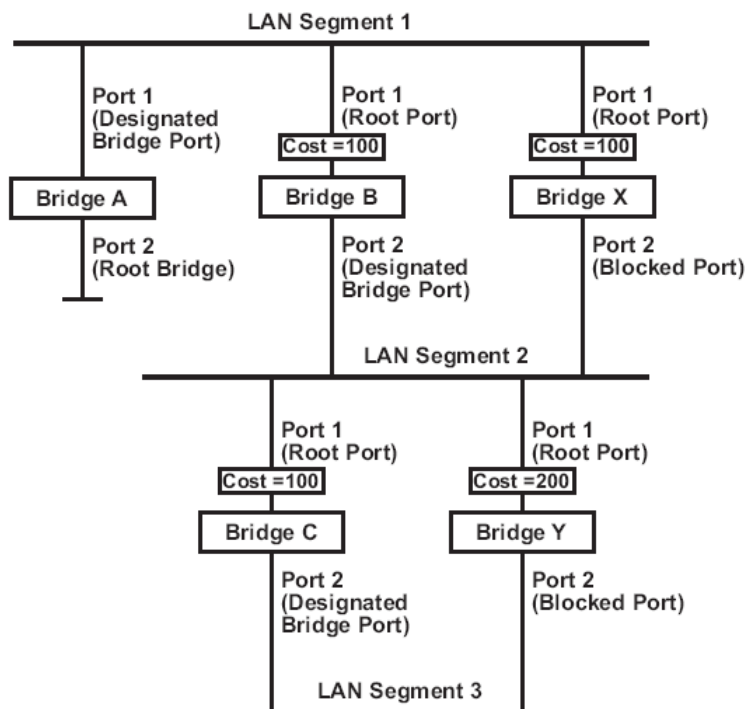 LAN Segment 1
Port 1
(Designated
Bridge Port)
Port 1
(Root Port)
Port 1
(Root Port)
Cost =100
Cost =100
Bridge A
Bridge B
Bridge X
Port 2
(Root Bridge)
Port 2
(Designated
Bridge Port)
Port 2
(Blocked Port)
LAN Segment 2
Port 1
(Root Port)
Port 1
(Root Port)
Cost =100
Cost =200
Bridge C
Bridge Y
Port 2
(Designated
Bridge Port)
Port 2
(Blocked Port)
LAN Segment 3